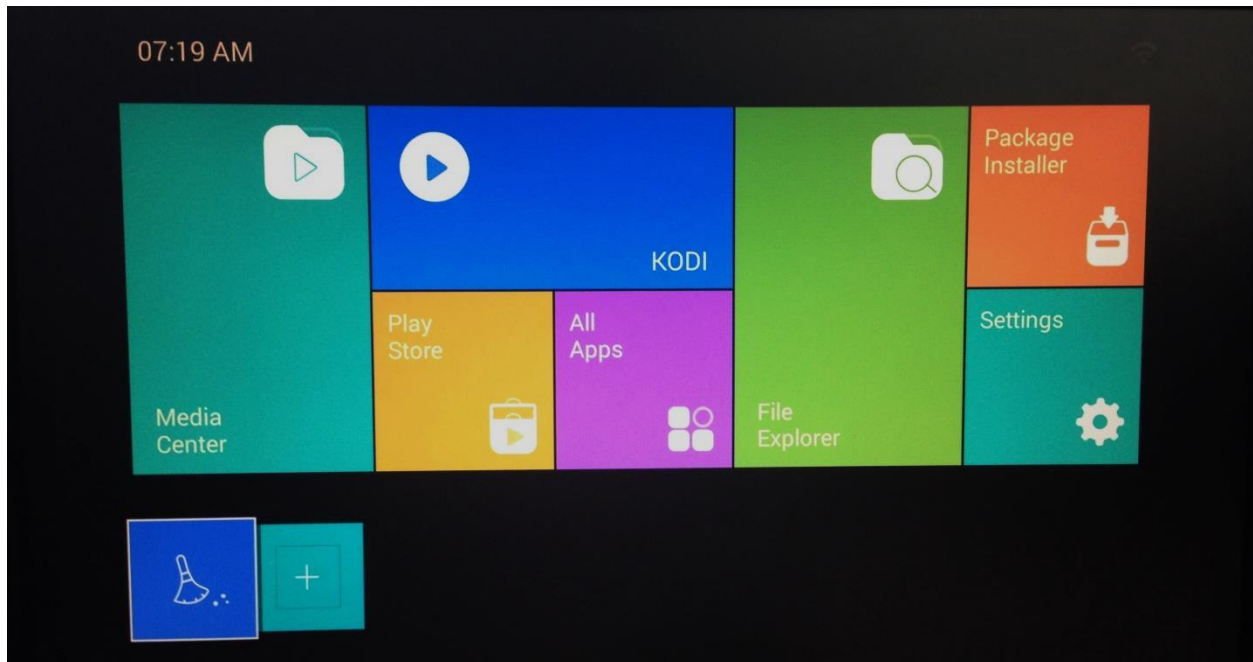 07:19 AM
Package
Installer
KODI
Play
Store
All
Apps
Settings
Media
Center
File
Explorer